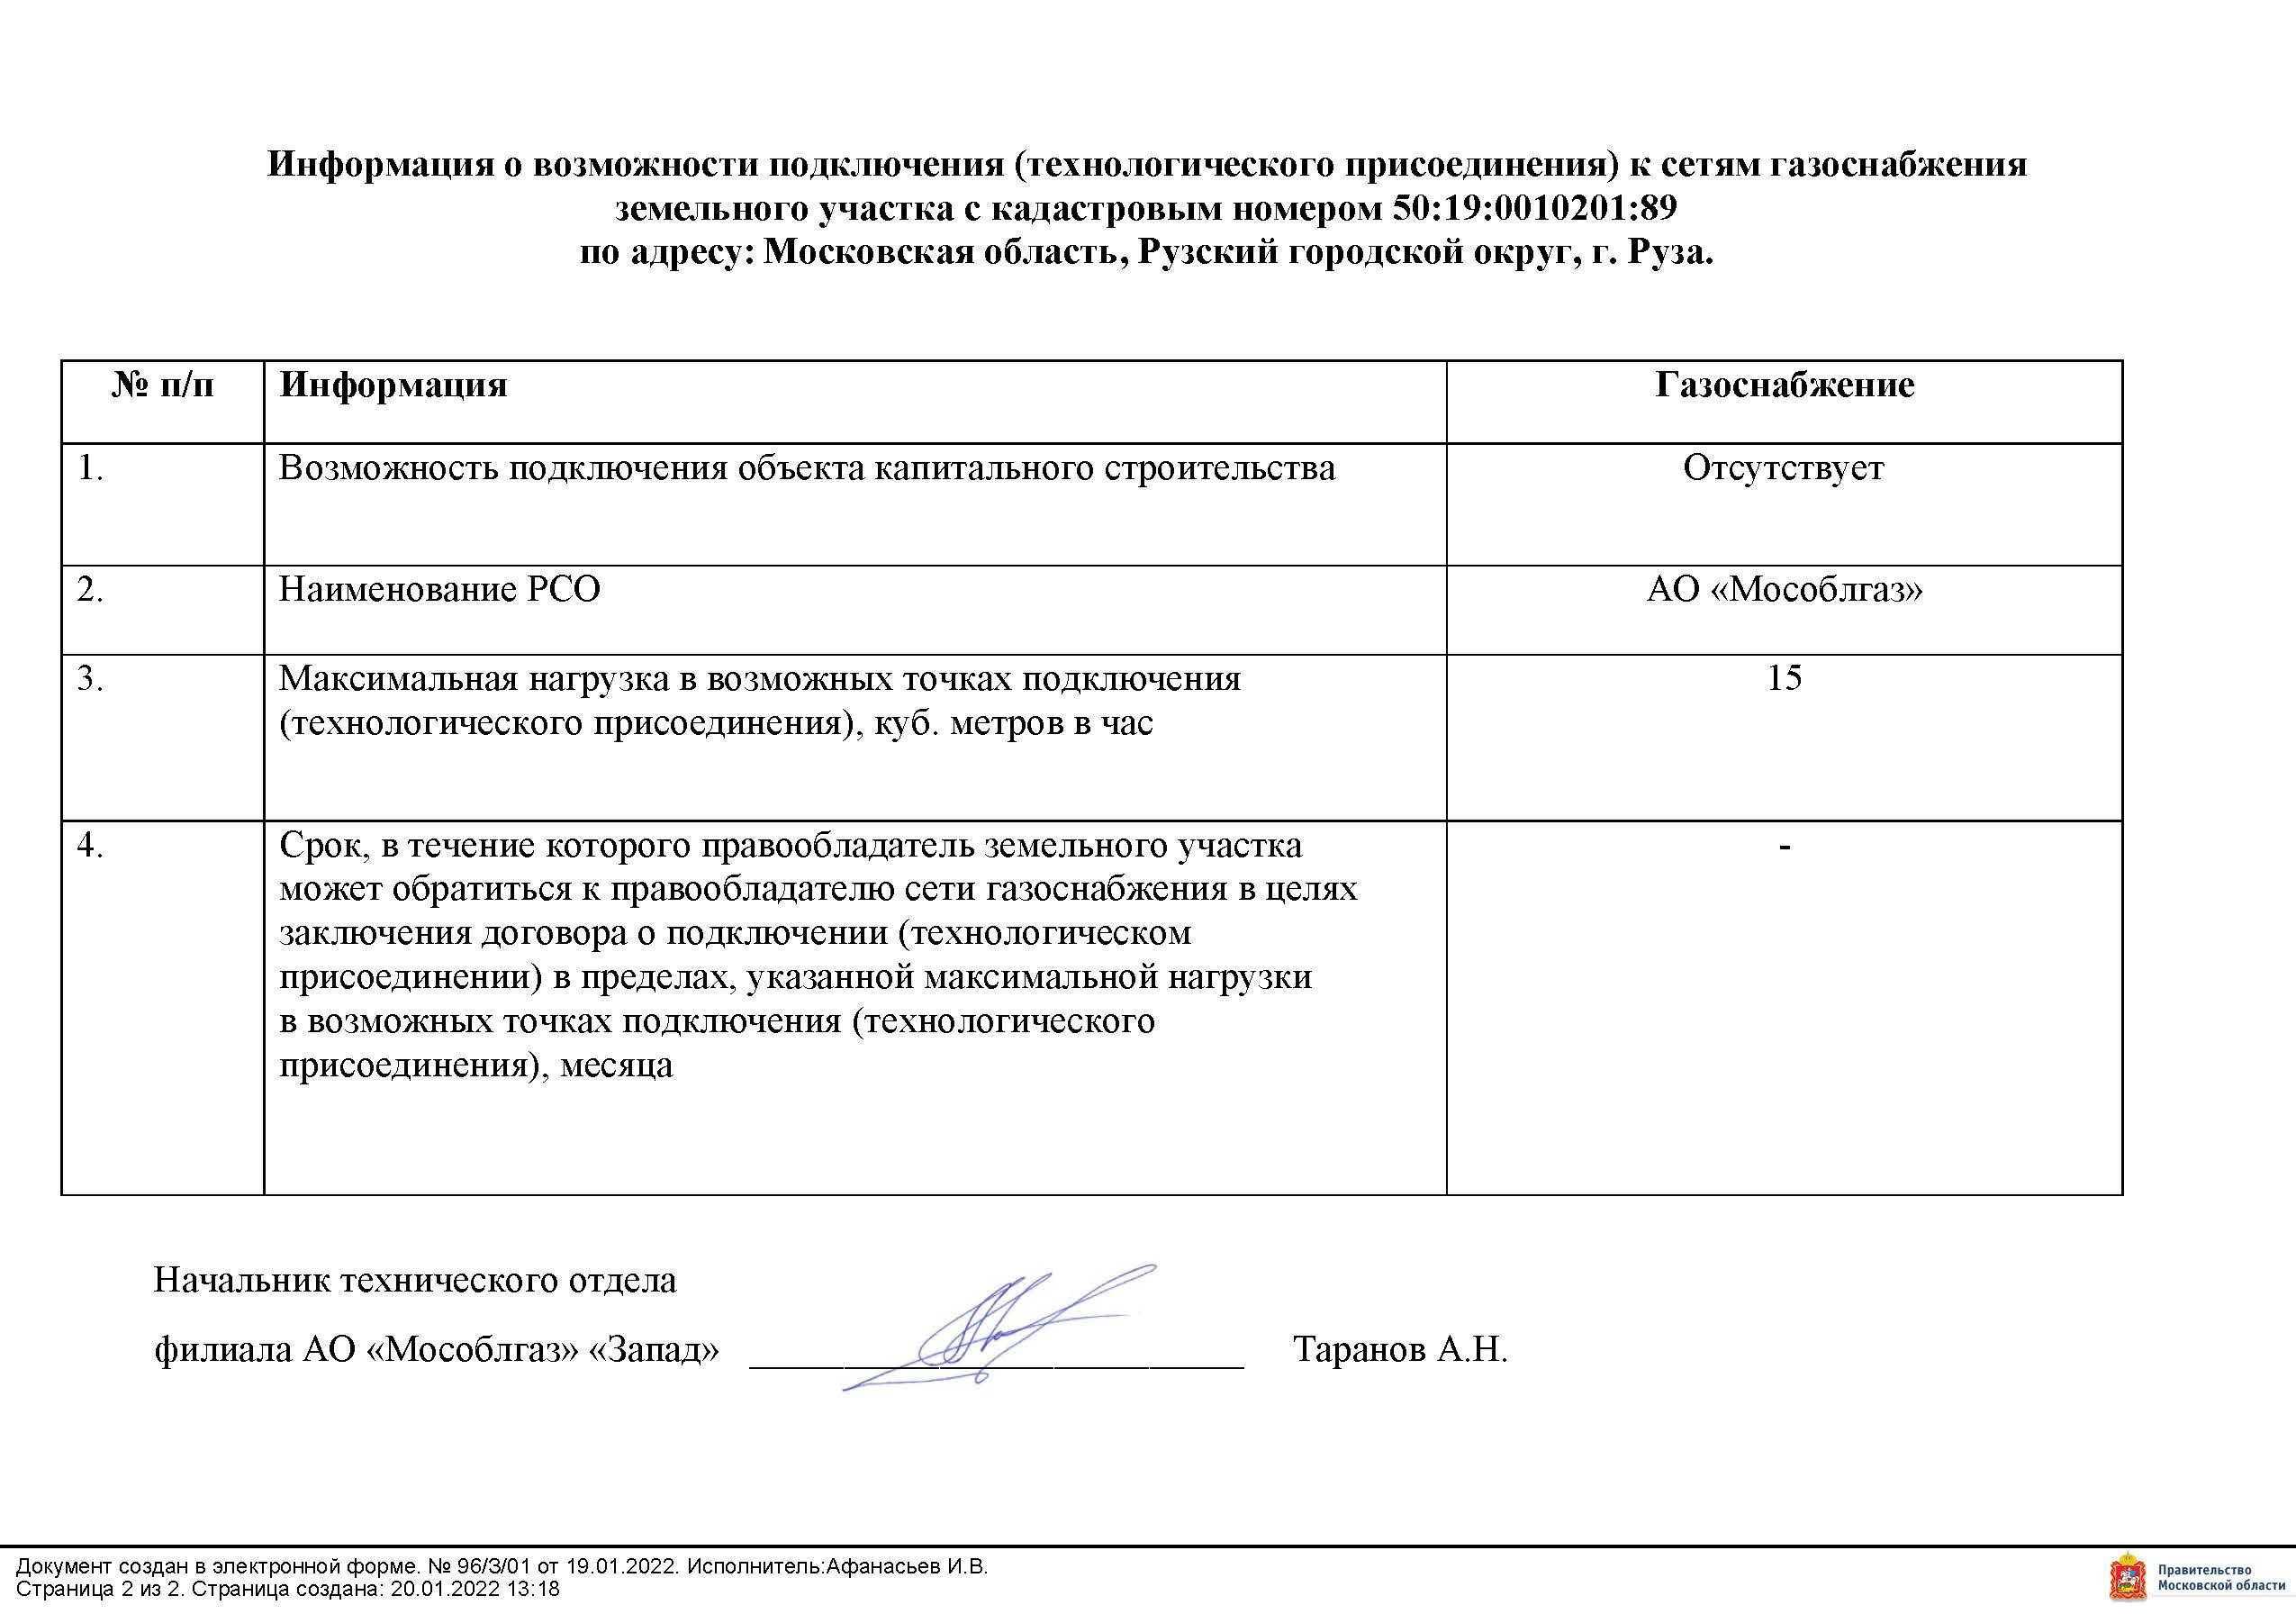 Информация о возможности подключения (технологического присоединения) к сетям газоснабжения
земельного участка с кадастровым номером 50:19:0010201:89
по адресу: Московская область, Рузский городской округ, г. Руза.
№ п/п Информация Газоснабжение
1. Возможность подключения объекта капитального строительства Отсутствует
2. Наименование РСО АО «Мособлгаз»
3. Максимальная нагрузка в возможных точках подключения 15
(технологического присоединения), куб. метров в час
4. Срок, в течение которого правообладатель земельного участка -
может обратиться к правообладателю сети газоснабжения в целях
заключения договора о подключении (технологическом
присоединении) в пределах, указанной максимальной нагрузки
в возможных точках подключения (технологического
присоединения), месяца
Начальник технического отдела
филиала АО «Мособлгаз» «Запад» Таранов А.Н.
Документ создан в электронной форме. № 96/З/01 от 19.01.2022. Исполнитель:Афанасьев И.В.
Страница 2 из 2. Страница создана: 20.01.2022 13:18
Правительство
Московской области